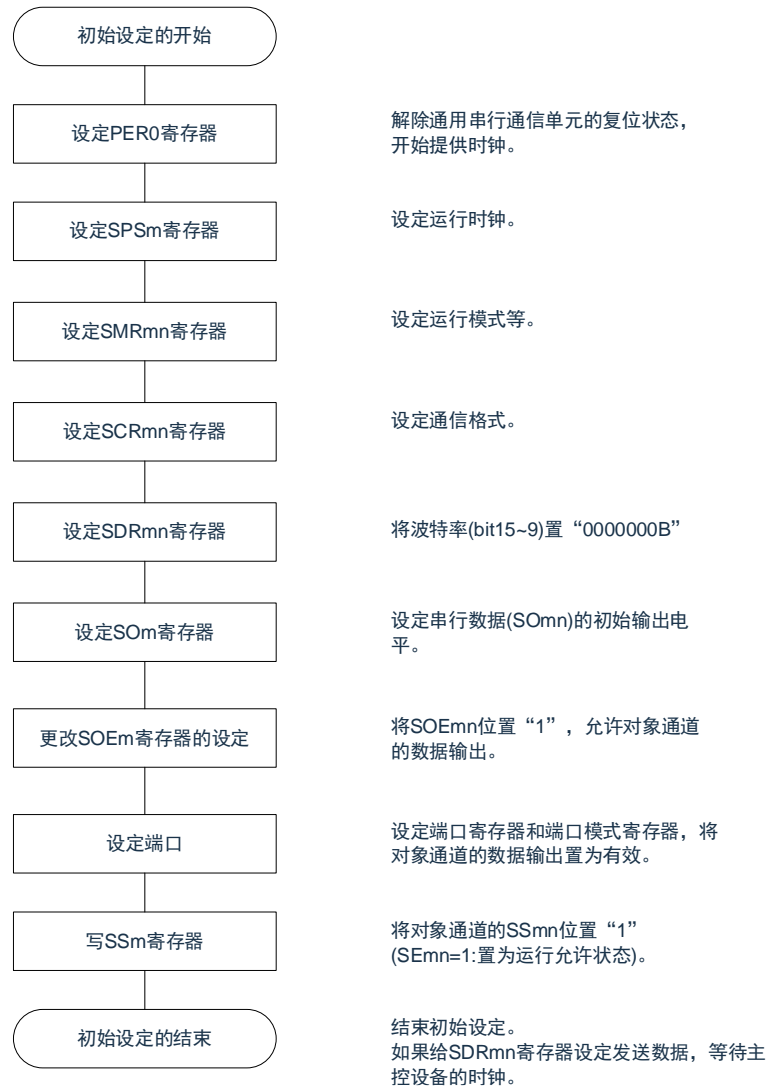 初始设定的开始
设定PER0寄存器
解除通用串行通信单元的复位状态，
开始提供时钟。
设定SPSm寄存器
设定运行时钟。
设定SMRmn寄存器
设定运行模式等。
设定SCRmn寄存器
设定通信格式。
设定SDRmn寄存器
将波特率(bit15~9)置“0000000B”
设定SOm寄存器
设定串行数据(SOmn)的初始输出电
平。
更改SOEm寄存器的设定
将SOEmn位置“1”，允许对象通道
的数据输出。
设定端口
设定端口寄存器和端口模式寄存器，将
对象通道的数据输出置为有效。
写SSm寄存器
将对象通道的SSmn位置“1”
(SEmn=1:置为运行允许状态)。
初始设定的结束
结束初始设定。
如果给SDRmn寄存器设定发送数据，等待主
控设备的时钟。